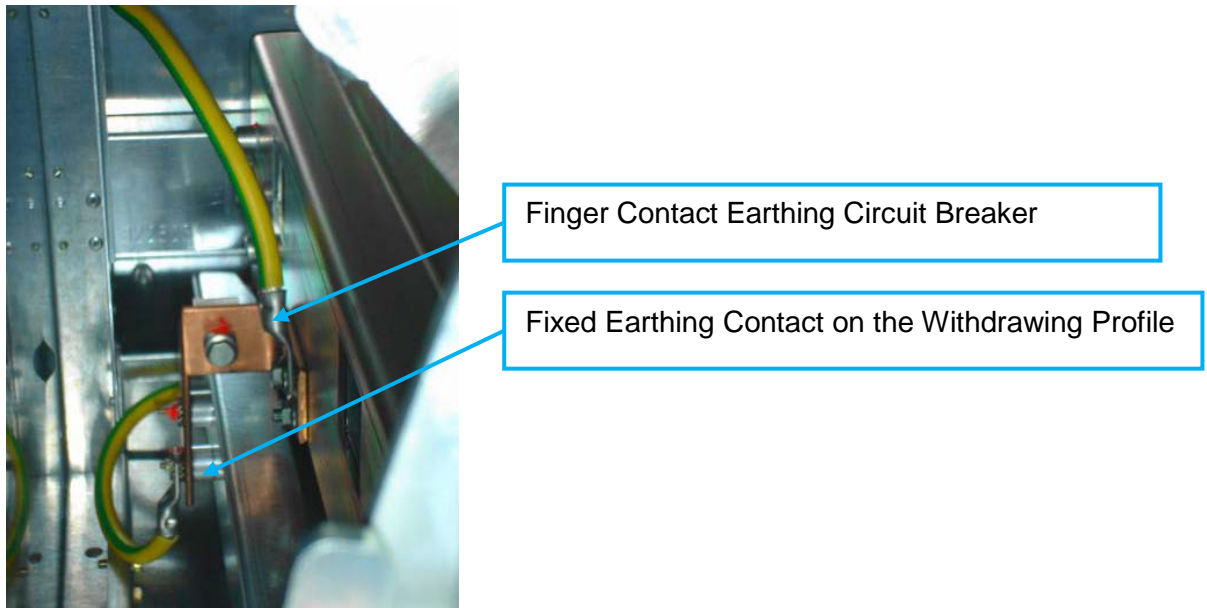 Finger Contact Earthing Circuit Breaker
Fixed Earthing Contact on the Withdrawing Profile